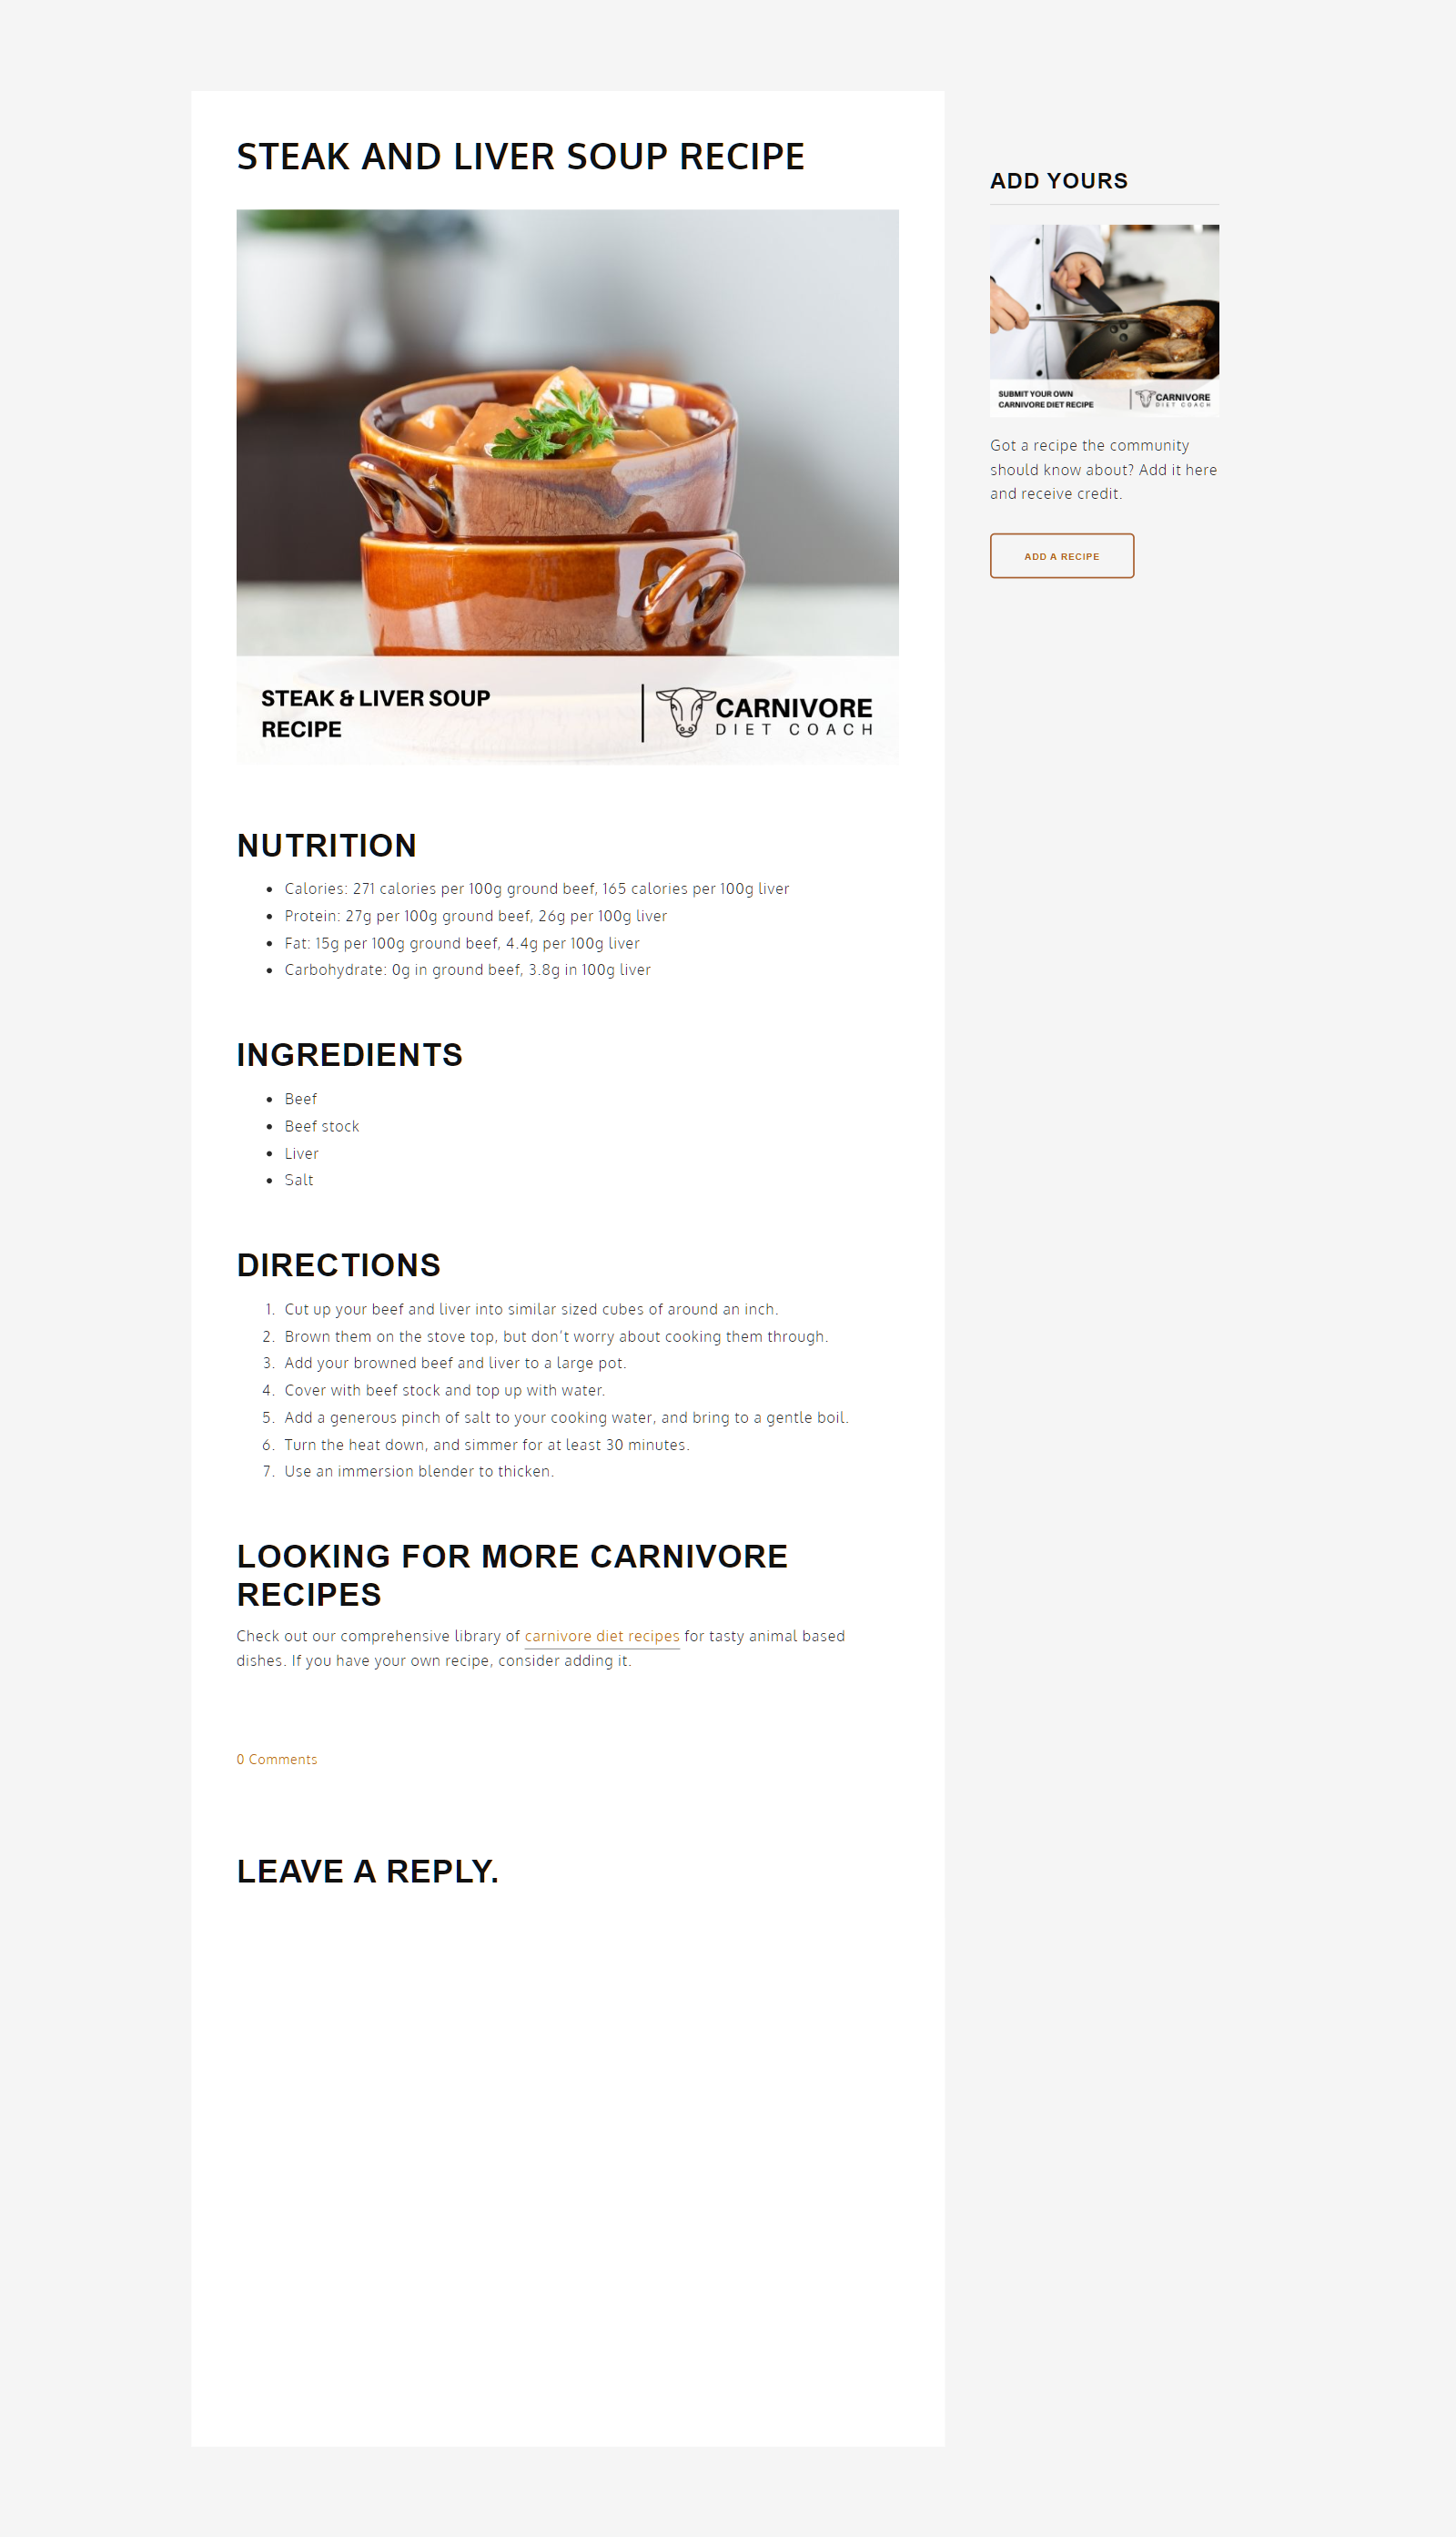 STEAK AND LIVER SOUP RECIPE
STEAK & LIVER SOUP
RECIPE
CARNIVORE
DIET COACH
NUTRITION
• Calories: 271 calories per 100g ground beef, 165 calories per 100g liver
• Protein: 27g per 100g ground beef, 26g per 100g liver
• Fat: 15g per 100g ground beef, 4.4g per 100g liver
• Carbohydrate: 0g in ground beef, 3.8g in 100g liver
INGREDIENTS
• Beef
• Beef stock
• Liver
• Salt
DIRECTIONS
1. Cut up your beef and liver into similar sized cubes of around an inch.
2. Brown them on the stove top, but don't worry about cooking them through.
3. Add your browned beef and liver to a large pot.
4. Cover with beef stock and top up with water.
5. Add a generous pinch of salt to your cooking water, and bring to a gentle boil.
6. Turn the heat down, and simmer for at least 30 minutes.
7. Use an immersion blender to thicken.
LOOKING FOR MORE CARNIVORE
RECIPES
Check out our comprehensive library of carnivore diet recipes for tasty animal based
dishes. If you have your own recipe, consider adding it.
0 Comments
LEAVE A REPLY.
ADD YOURS
SUBMIT YOUR OWN
CARNIVORE DIET RECIPE
CARNIVORE
DIET COACH
Got a recipe the community
should know about? Add it here
and receive credit.
ADD A RECIPE